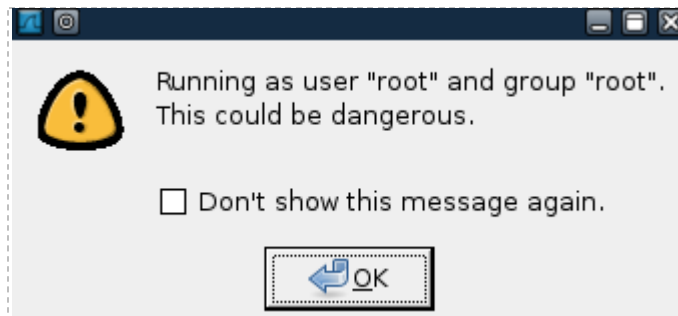 Running as user "root" and group "root".
This could be dangerous.
Don't show this message again.
OK